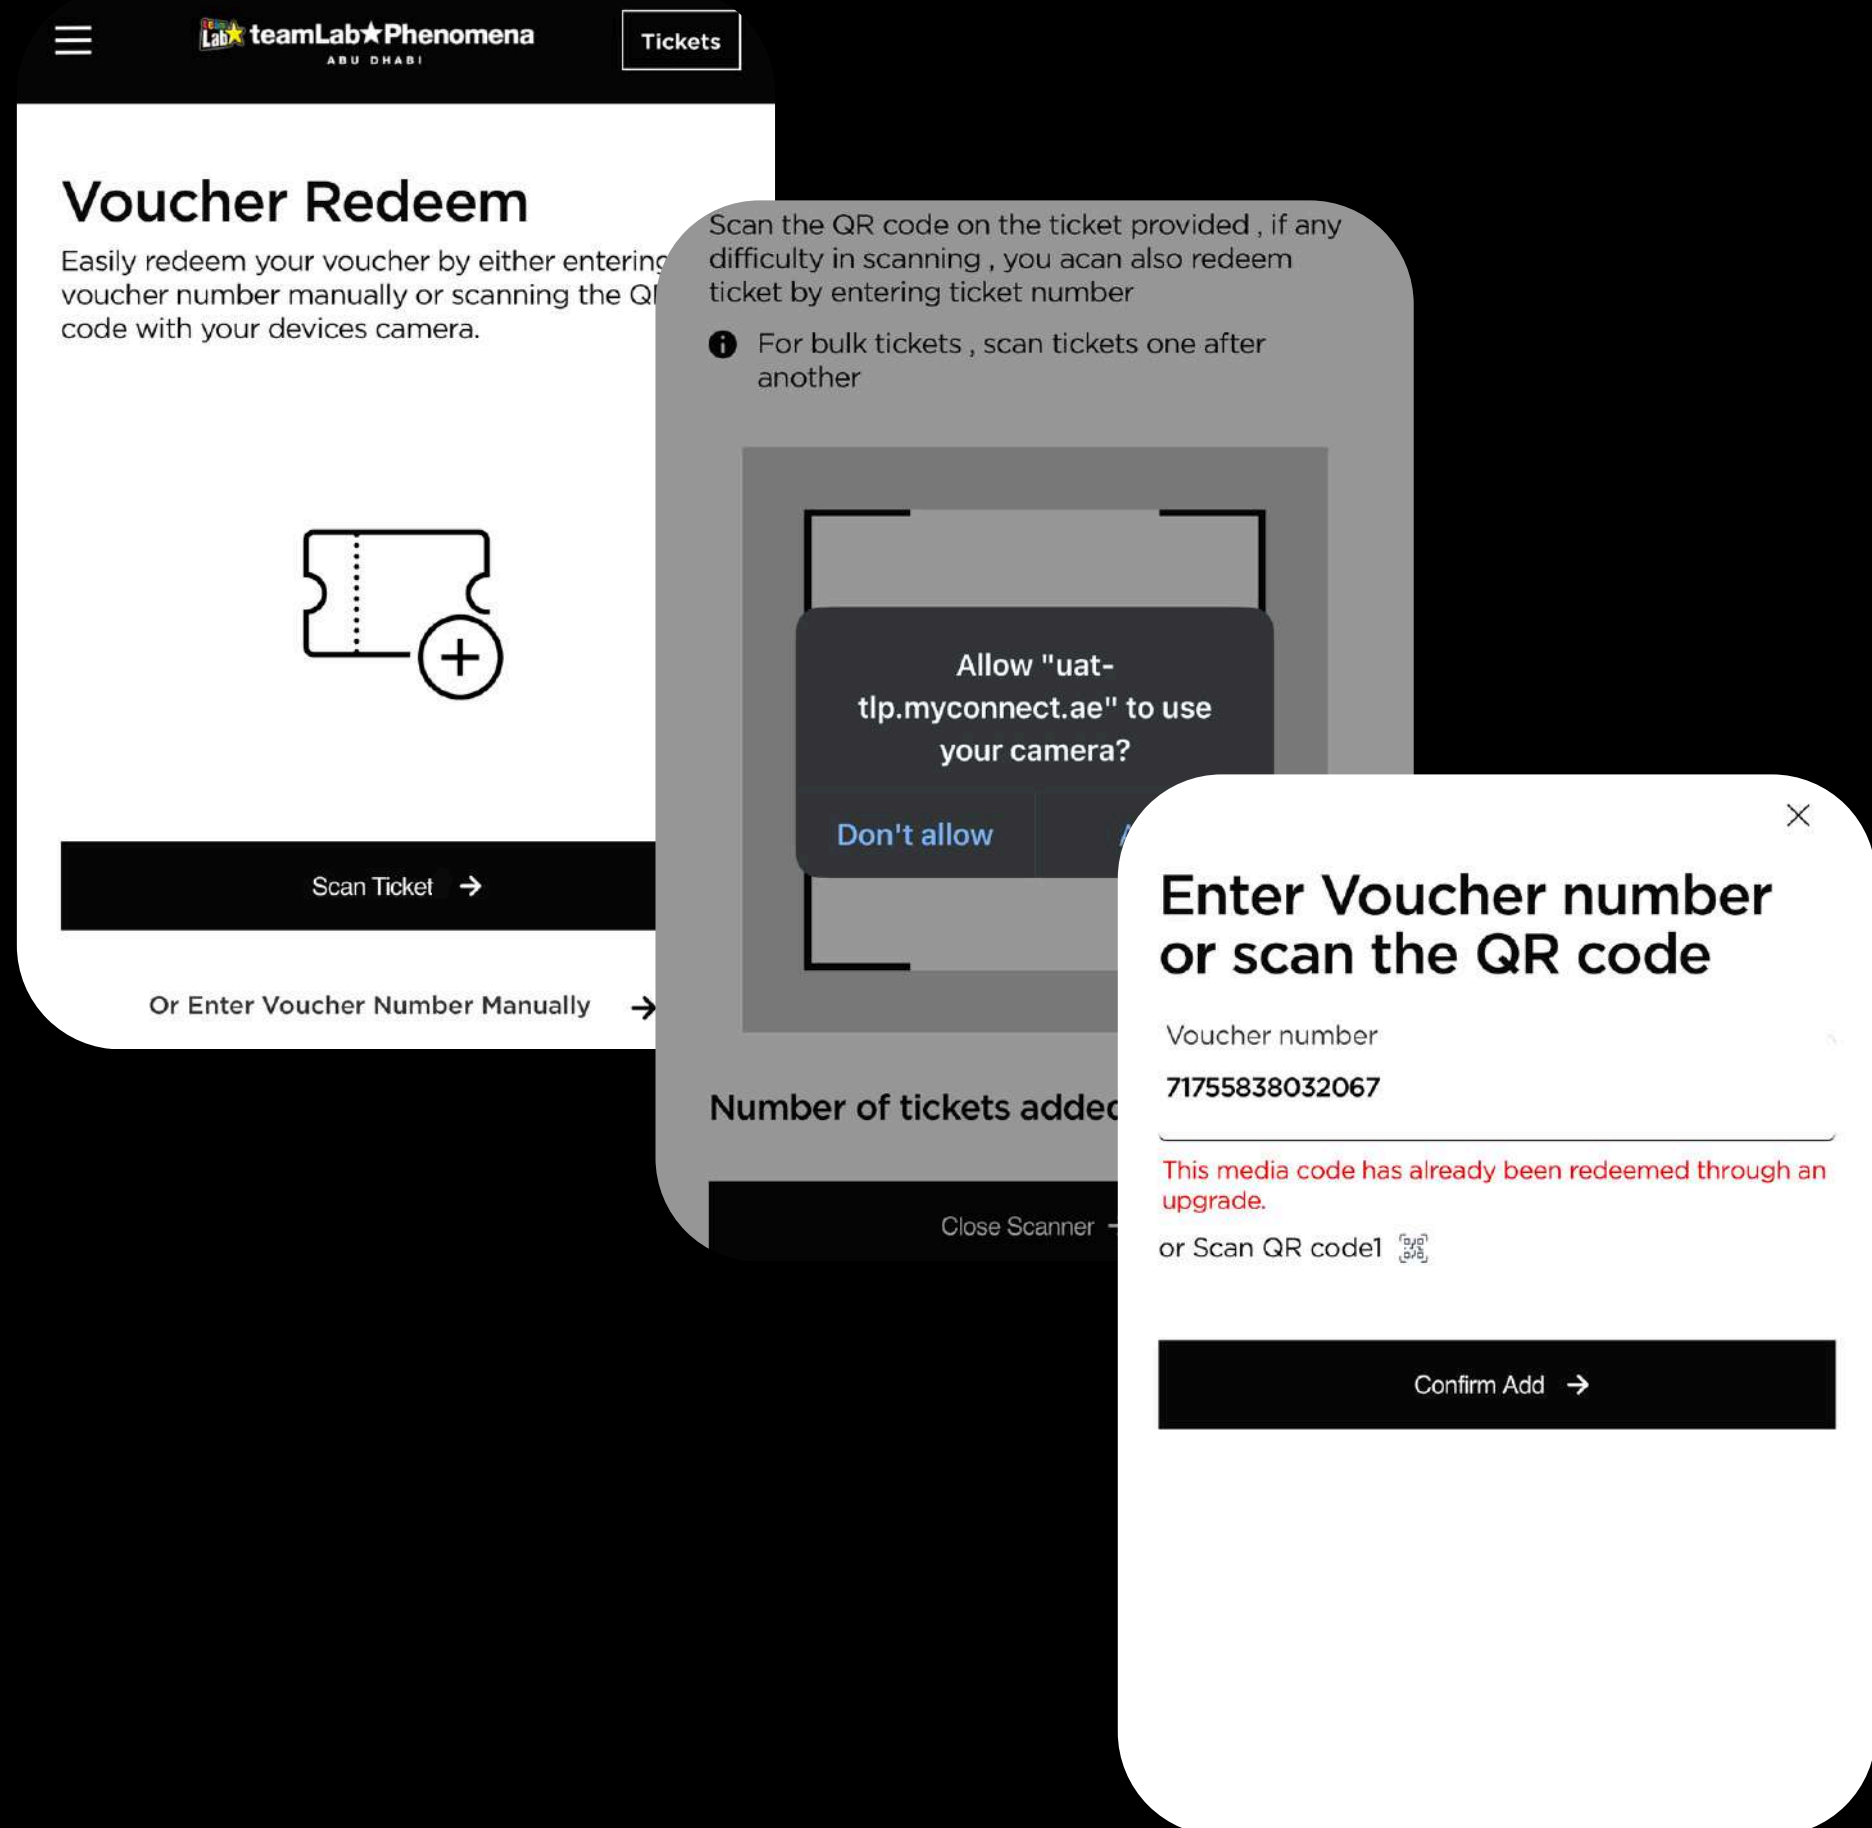 teamLab★Phenomena
ABU DHABI
Tickets
Voucher Redeem
Easily redeem your voucher by either entering
voucher number manually or scanning the
code with your devices camera.
Scan Ticket →
Or Enter Voucher Number Manually →
Scan the QR code on the ticket provided , if any
difficulty in scanning , you acan also redeem
ticket by entering ticket number
For bulk tickets , scan tickets one after
another
Allow "uat-
tlp.myconnect.ae" to use
your camera?
Don't allow
Number of tickets added
Close Scanner
Enter Voucher number
or scan the QR code
Voucher number
71755838032067
This media code has already been redeemed through an
upgrade.
or Scan QR code1
Confirm Add →